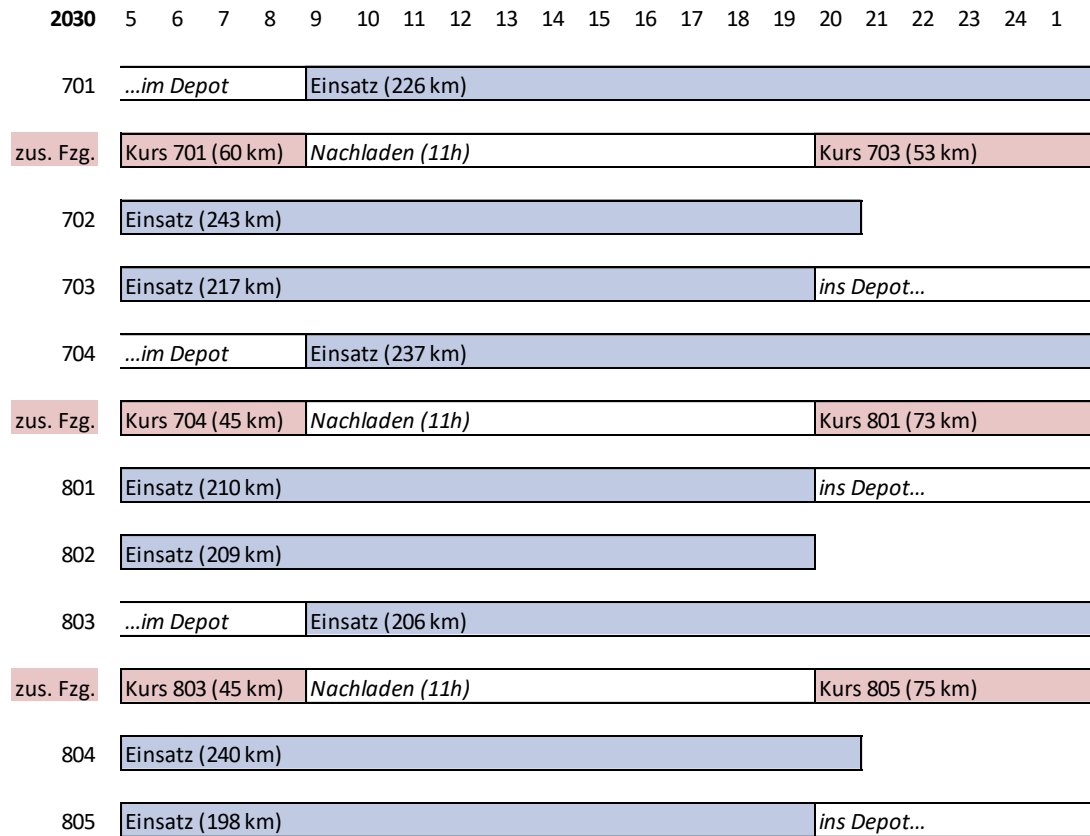 2030 5 6 7 8 9 10 11 12 13 14 15 16 17 18 19 20 21 22 23 24 1
701 ...im Depot Einsatz (226 km)
zus. Fzg. Kurs 701 (60 km) Nachladen (11h) Kurs 703 (53 km)
702 Einsatz (243 km)
703 Einsatz (217 km) ins Depot...
704 ...im Depot Einsatz (237 km)
zus. Fzg. Kurs 704 (45 km) Nachladen (11h) Kurs 801 (73 km)
801 Einsatz (210 km) ins Depot...
802 Einsatz (209 km)
803 ...im Depot Einsatz (206 km)
zus. Fzg. Kurs 803 (45 km) Nachladen (11h) Kurs 805 (75 km)
804 Einsatz (240 km)
805 Einsatz (198 km) ins Depot...